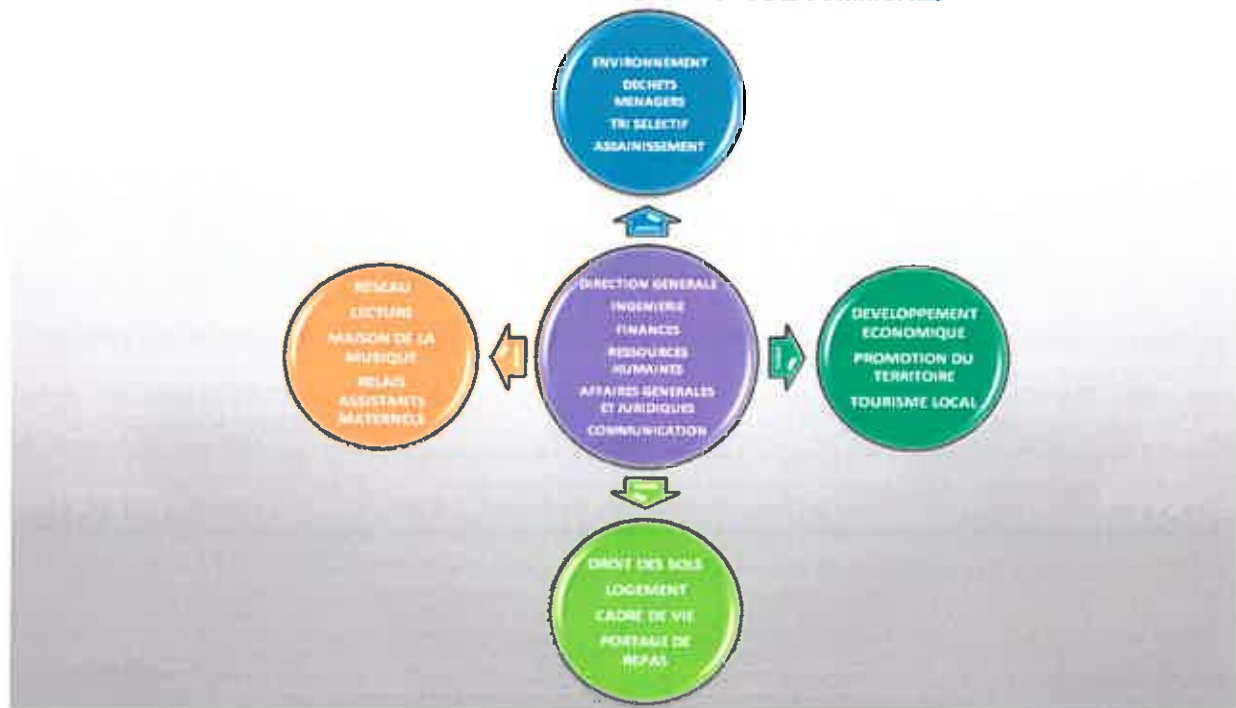 ENVIRONNEMENT
DECHETS
MENAGERS
TRI SELECTIF
ASSAINISSEMENT
RESEAU
LECTURE
MAISON DE LA
MUSIQUE
RELAIS
ASSISTANTS
MATERNELS
DIRECTION GENERALE
INGENIERIE
FINANCES
RESSOURCES
HUMAINES
AFFAIRES GENERALES
ET JURIDIQUES
COMMUNICATION
DEVELOPPEMENT
ECONOMIQUE
PROMOTION DU
TERRITOIRE
TOURISME LOCAL
DROIT DES SOLS
LOGEMENT
CADRE DE VIE
PORTAGE DE
REPAS